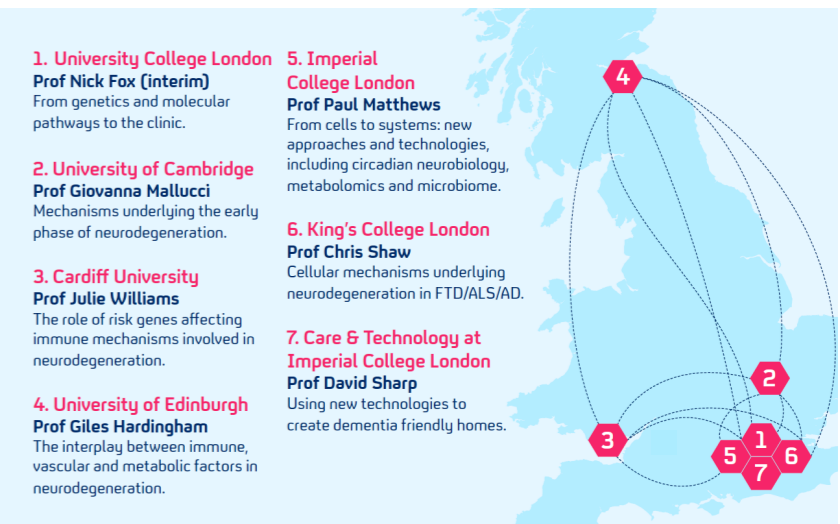 1. University College London
Prof Nick Fox (interim)
From genetics and molecular
pathways to the clinic.
2. University of Cambridge
Prof Giovanna Mallucci
Mechanisms underlying the early
phase of neurodegeneration.
3. Cardiff University
Prof Julie Williams
The role of risk genes affecting
immune mechanisms involved in
neurodegeneration.
4. University of Edinburgh
Prof Giles Hardingham
The interplay between immune,
vascular and metabolic factors in
neurodegeneration.
5. Imperial
College London
Prof Paul Matthews
From cells to systems: new
approaches and technologies,
including circadian neurobiology,
metabolomics and microbiome.
6. King's College London
Prof Chris Shaw
Cellular mechanisms underlying
neurodegeneration in FTD/ALS/AD.
7. Care & Technology at
Imperial College London
Prof David Sharp
Using new technologies to
create dementia friendly homes.
4
2
3
1
5
6
7